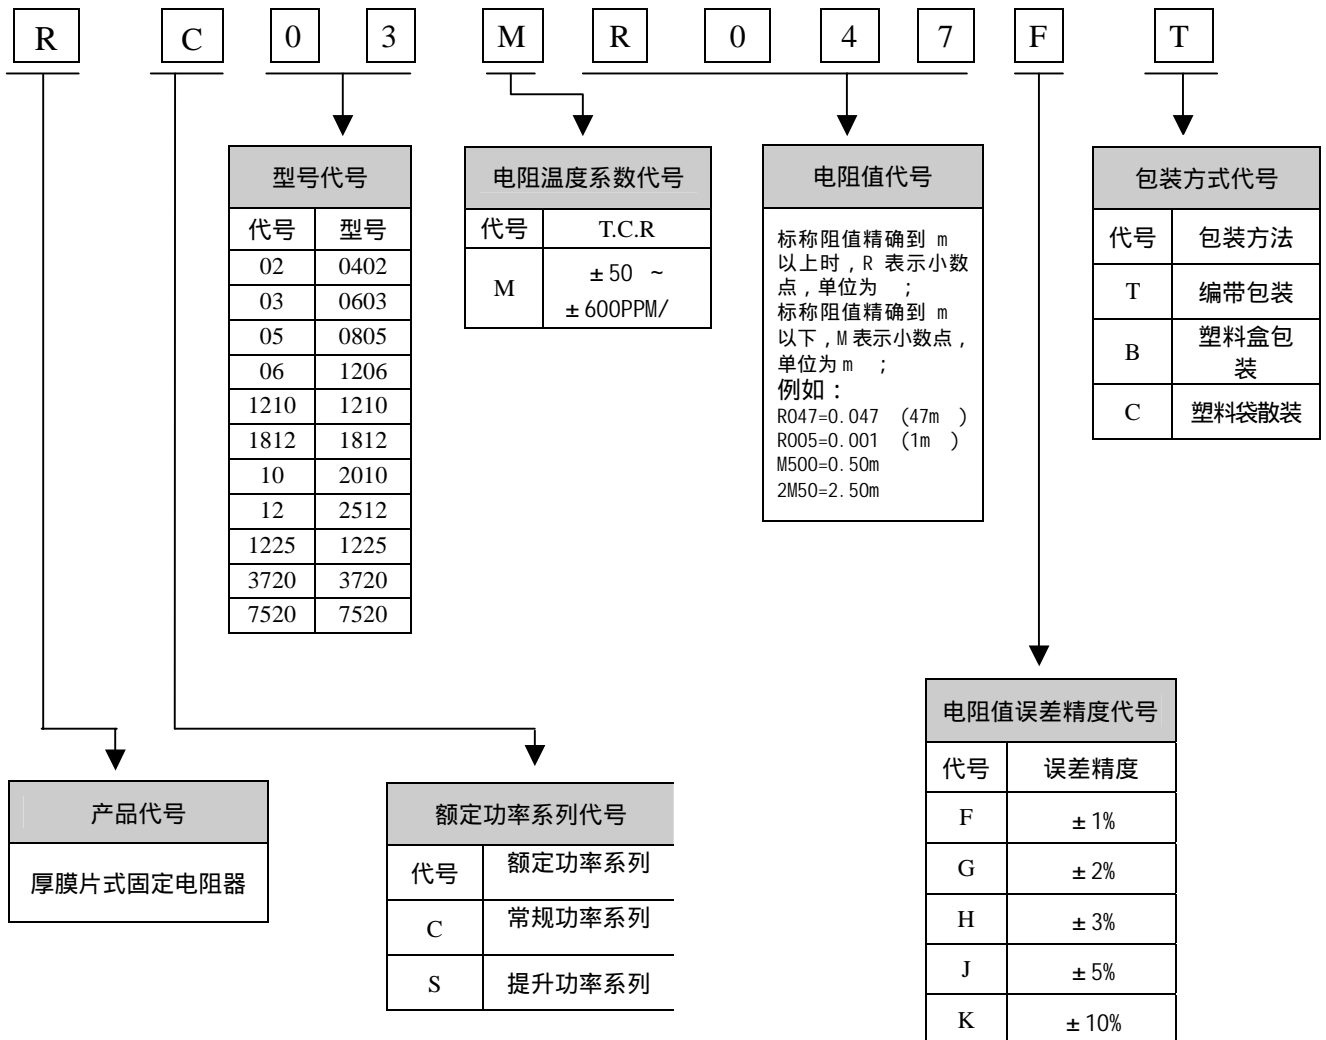 R C 0 3 M R 0 4 7 F T
型号代号
代号 型号
02 0402
03 0603
05 0805
06 1206
1210 1210
1812 1812
10 2010
12 2512
1225 1225
3720 3720
7520 7520
电阻温度系数代号
代号 T.C.R
M ±50 ~
±600PPM/
电阻值代号
标称阻值精确到 m
以上时,R 表示小数
点,单位为 ;
标称阻值精确到 m
以下,M表示小数点,
单位为m ;
例如:
R047=0.047 (47m )
R005=0.001 (1m )
M500=0.50m
2M50=2.50m
包装方式代号
代号 包装方法
T 编带包装
B 塑料盒包
装
C 塑料袋散装
产品代号
厚膜片式固定电阻器
额定功率系列代号
代号 额定功率系列
C 常规功率系列
S 提升功率系列
电阻值误差精度代号
代号 误差精度
F ±1%
G ±2%
H ±3%
J ±5%
K ±10%